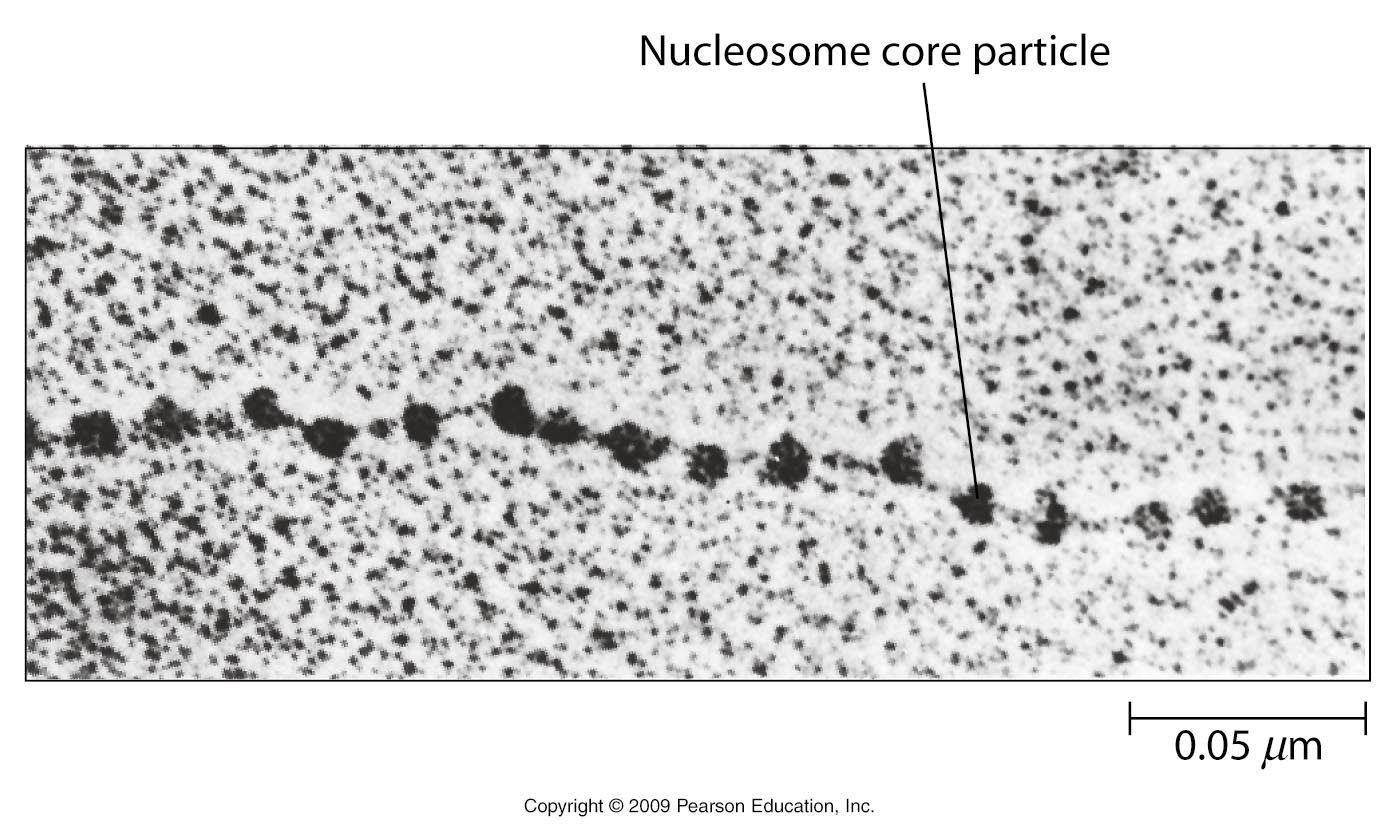 Nucleosome core particle
0.05 μm
Copyright © 2009 Pearson Education, Inc.